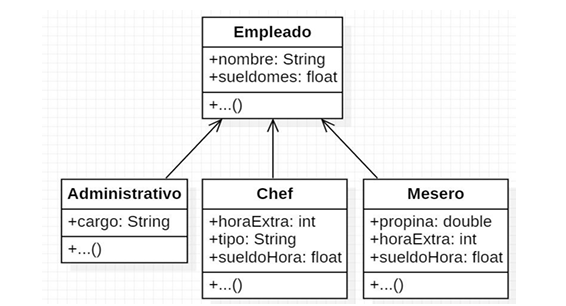 Empleado
+nombre: String
+sueldomes: float
+...()
Administrativo
+cargo: String
+...()
Chef
+horaExtra: int
+tipo: String
+sueldoHora: float
+...()
Mesero
+propina: double
+horaExtra: int
+sueldoHora: float
+...()